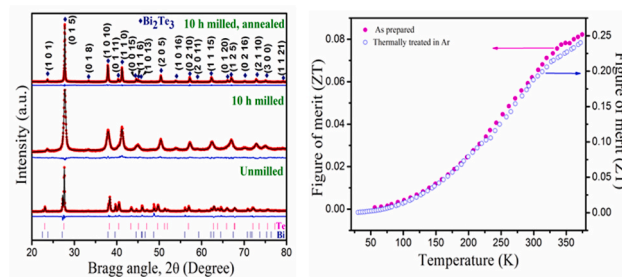 10 h milled, annealed
♦Bi2Te3
(1 0 1)
(0 1 5)
(0 1 8)
(1 0 10)
(0 1 11)
(1 1 0)
(0 0 15)
(2 0 5)
(1 0 16)
(0 2 10)
(2 0 11)
(1 1 15)
(0 1 20)
(1 2 5)
(0 2 16)
(2 1 10)
(3 0 0)
(1 1 21)
10 h milled
Unmilled
Te
Bi
Intensity (a.u.)
20 30 40 50 60 70 80
Bragg angle, 2θ (Degree)
As prepared
Thermally treated in Ar
Figure of merit (ZT)
0.08
0.06
0.04
0.02
0.00
50 100 150 200 250 300 350
Temperature (K)
0.25
0.20
0.15
0.10
0.05
0.00
Figure of merit (ZT)